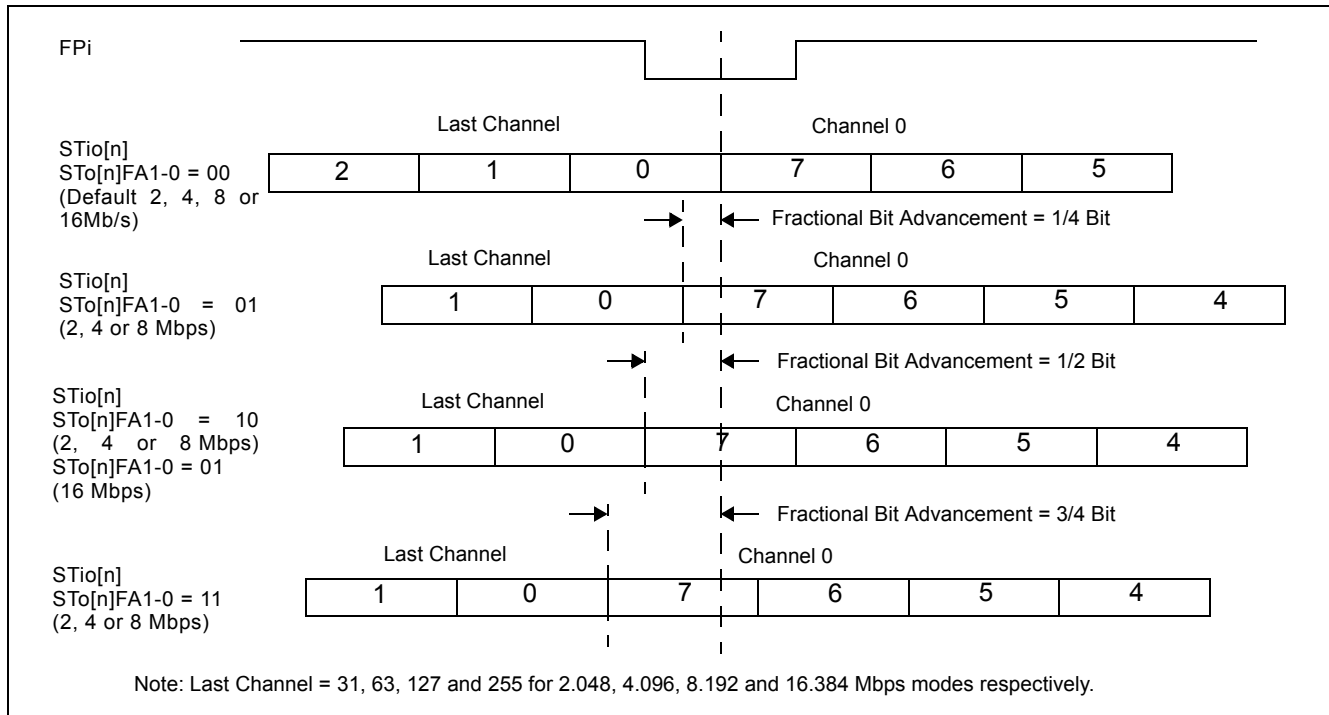 FPi
Last Channel
Channel 0
STio[n]
STo[n]FA1-0 = 00
(Default 2, 4, 8 or
16Mb/s)
2 1 0 7 6 5
Fractional Bit Advancement = 1/4 Bit
Last Channel
Channel 0
STio[n]
STo[n]FA1-0 = 01
(2, 4 or 8 Mbps)
1 0 7 6 5 4
Fractional Bit Advancement = 1/2 Bit
Last Channel
Channel 0
STio[n]
STo[n]FA1-0 = 10
(2, 4 or 8 Mbps)
STo[n]FA1-0 = 01
(16 Mbps)
1 0 7 6 5 4
Fractional Bit Advancement = 3/4 Bit
Last Channel
Channel 0
STio[n]
STo[n]FA1-0 = 11
(2, 4 or 8 Mbps)
1 0 7 6 5 4
Note: Last Channel = 31, 63, 127 and 255 for 2.048, 4.096, 8.192 and 16.384 Mbps modes respectively.